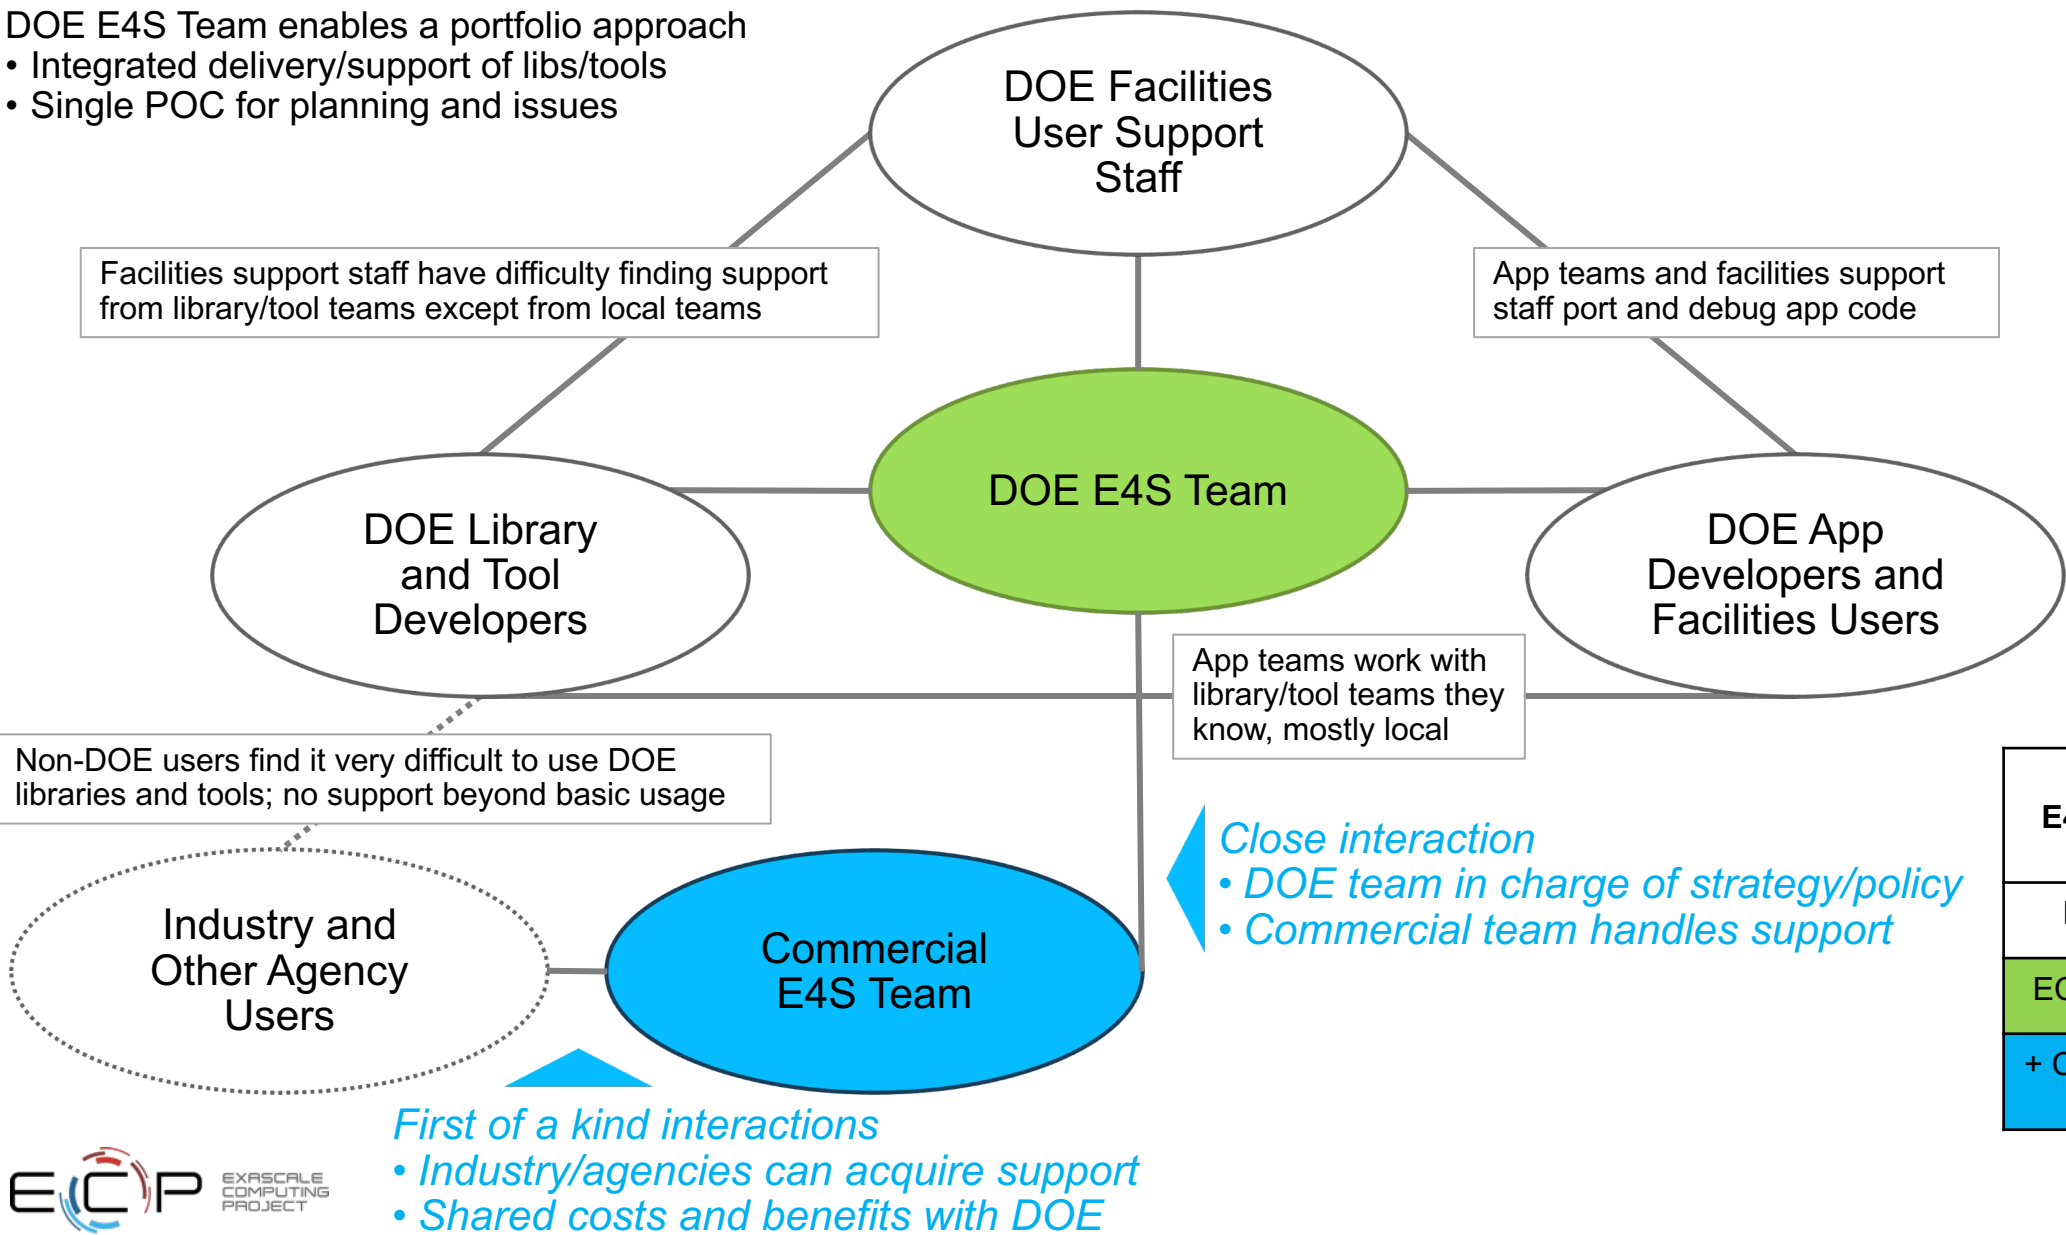 DOE E4S Team enables a portfolio approach
• Integrated delivery/support of libs/tools
• Single POC for planning and issues
DOE Facilities
User Support
Staff
Facilities support staff have difficulty finding support
from library/tool teams except from local teams
App teams and facilities support
staff port and debug app code
DOE E4S Team
DOE Library
and Tool
Developers
DOE App
Developers and
Facilities Users
App teams work with
library/tool teams they
know, mostly local
Non-DOE users find it very difficult to use DOE
libraries and tools; no support beyond basic usage
Close interaction
• DOE team in charge of strategy/policy
• Commercial team handles support
Industry and
Other Agency
Users
Commercial
E4S Team
First of a kind interactions
• Industry/agencies can acquire support
• Shared costs and benefits with DOE
ECP
EXASCALE
COMPUTING
PROJECT